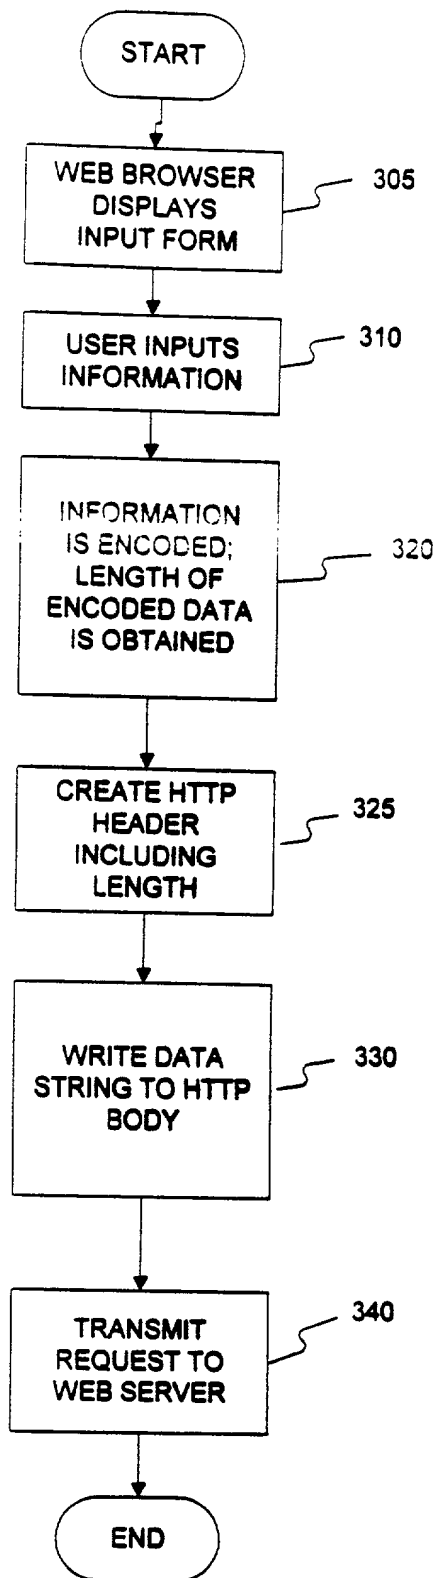 START
WEB BROWSER
DISPLAYS
INPUT FORM
305
USER INPUTS
INFORMATION
310
INFORMATION
IS ENCODED;
LENGTH OF
ENCODED DATA
IS OBTAINED
320
CREATE HTTP
HEADER
INCLUDING
LENGTH
325
WRITE DATA
STRING TO HTTP
BODY
330
TRANSMIT
REQUEST TO
WEB SERVER
340
END